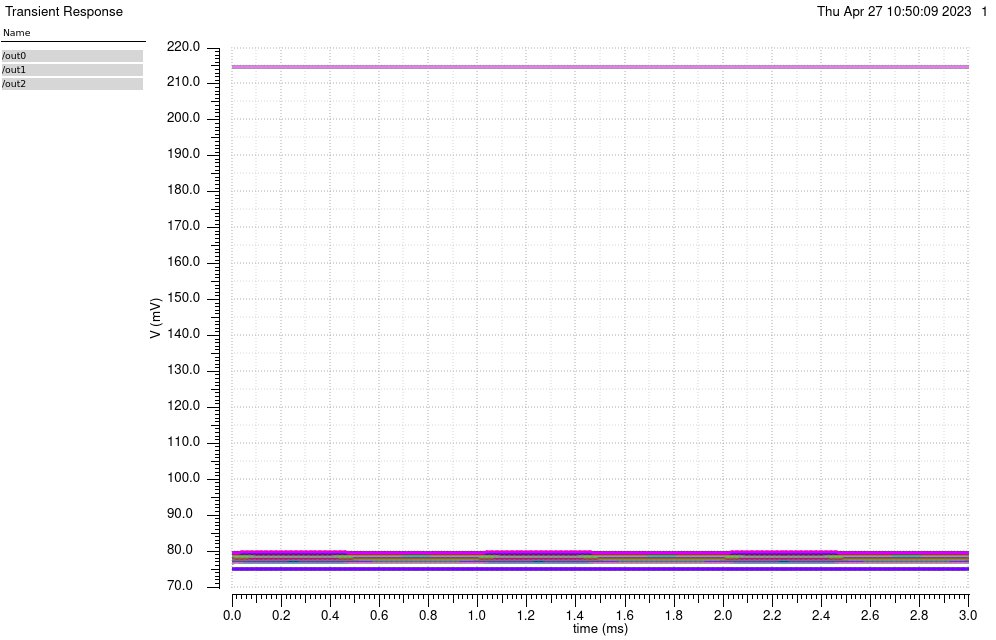 Transient Response
Thu Apr 27 10:50:09 2023 1
Name
/out0
/out1
/out2
220.0
210.0
200.0
190.0
180.0
170.0
160.0
150.0
140.0
130.0
120.0
110.0
100.0
90.0
80.0
70.0
V (mV)
0.0 0.2 0.4 0.6 0.8 1.0 1.2 1.4 1.6 1.8 2.0 2.2 2.4 2.6 2.8 3.0
time (ms)